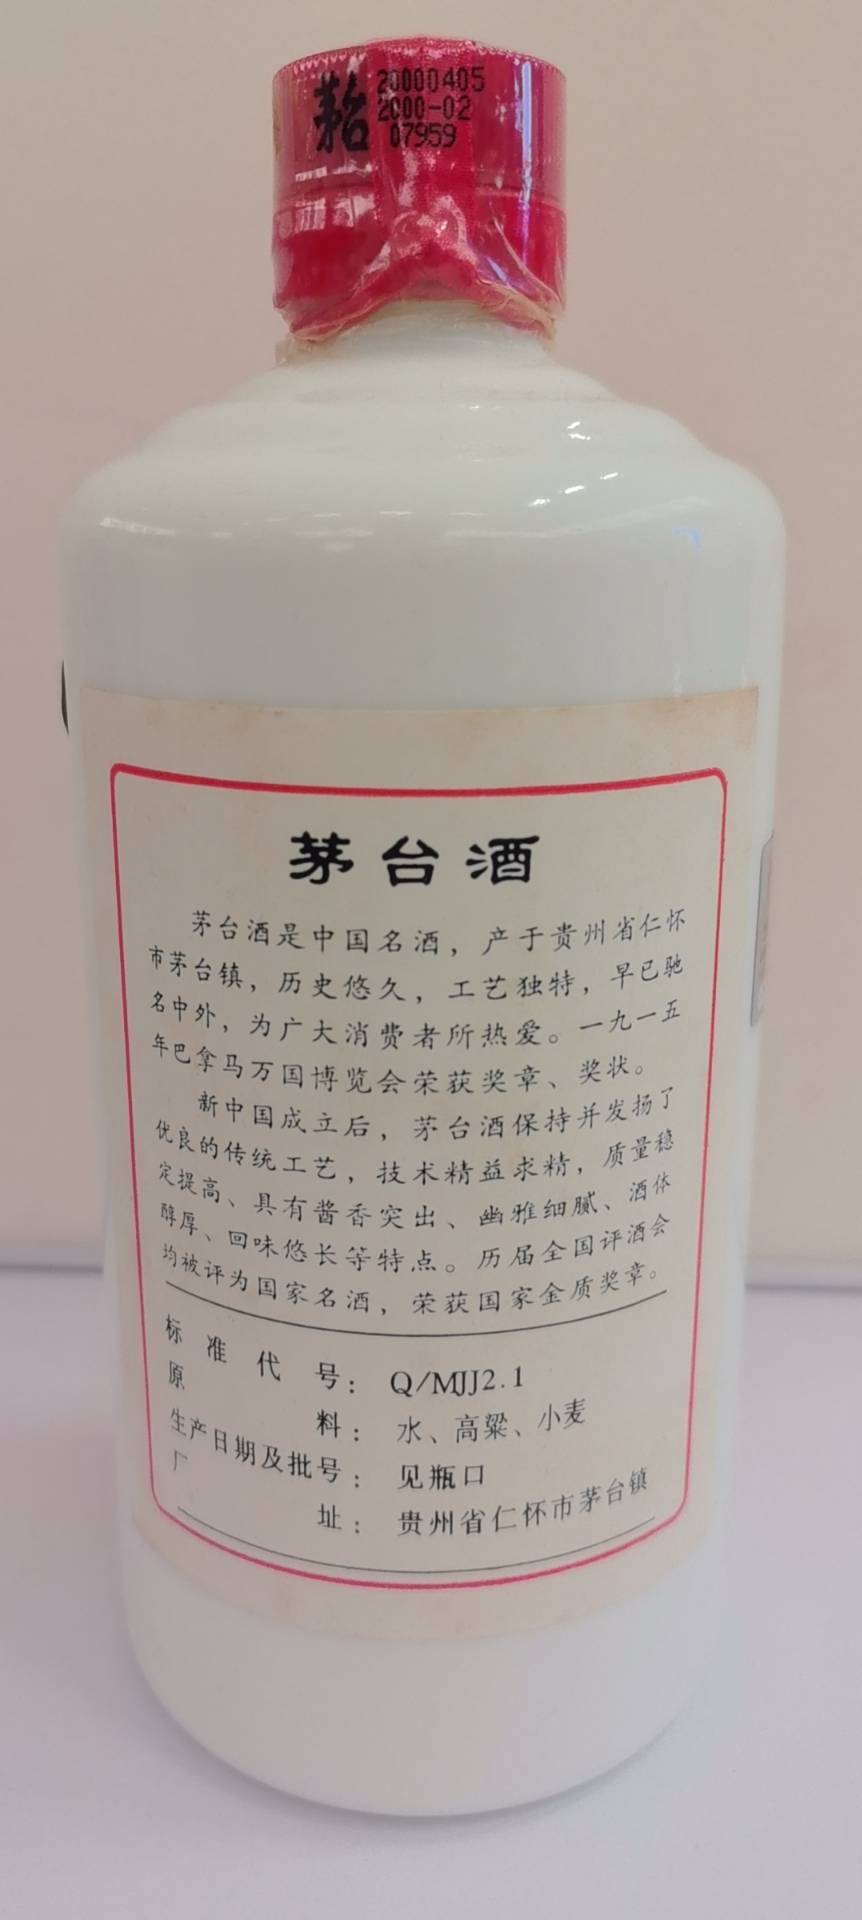 茅台
20000405
2000-02
07959
茅台酒
茅台酒是中国名酒，产于贵州省仁怀
市茅台镇，历史悠久，工艺独特，早已驰
名中外，为广大消费者所热爱。一九一五
年巴拿马万国博览会荣获奖章、奖状。
新中国成立后，茅台酒保持并发扬了
优良的传统工艺，技术精益求精，质量稳
定提高、具有酱香突出、幽雅细腻、酒体
醇厚、回味悠长等特点。历届全国评酒会
均被评为国家名酒，荣获国家金质奖章。
标准代号：Q/MJJ2.1
原料：水、高粱、小麦
生产日期及批号：见瓶口
厂址：贵州省仁怀市茅台镇